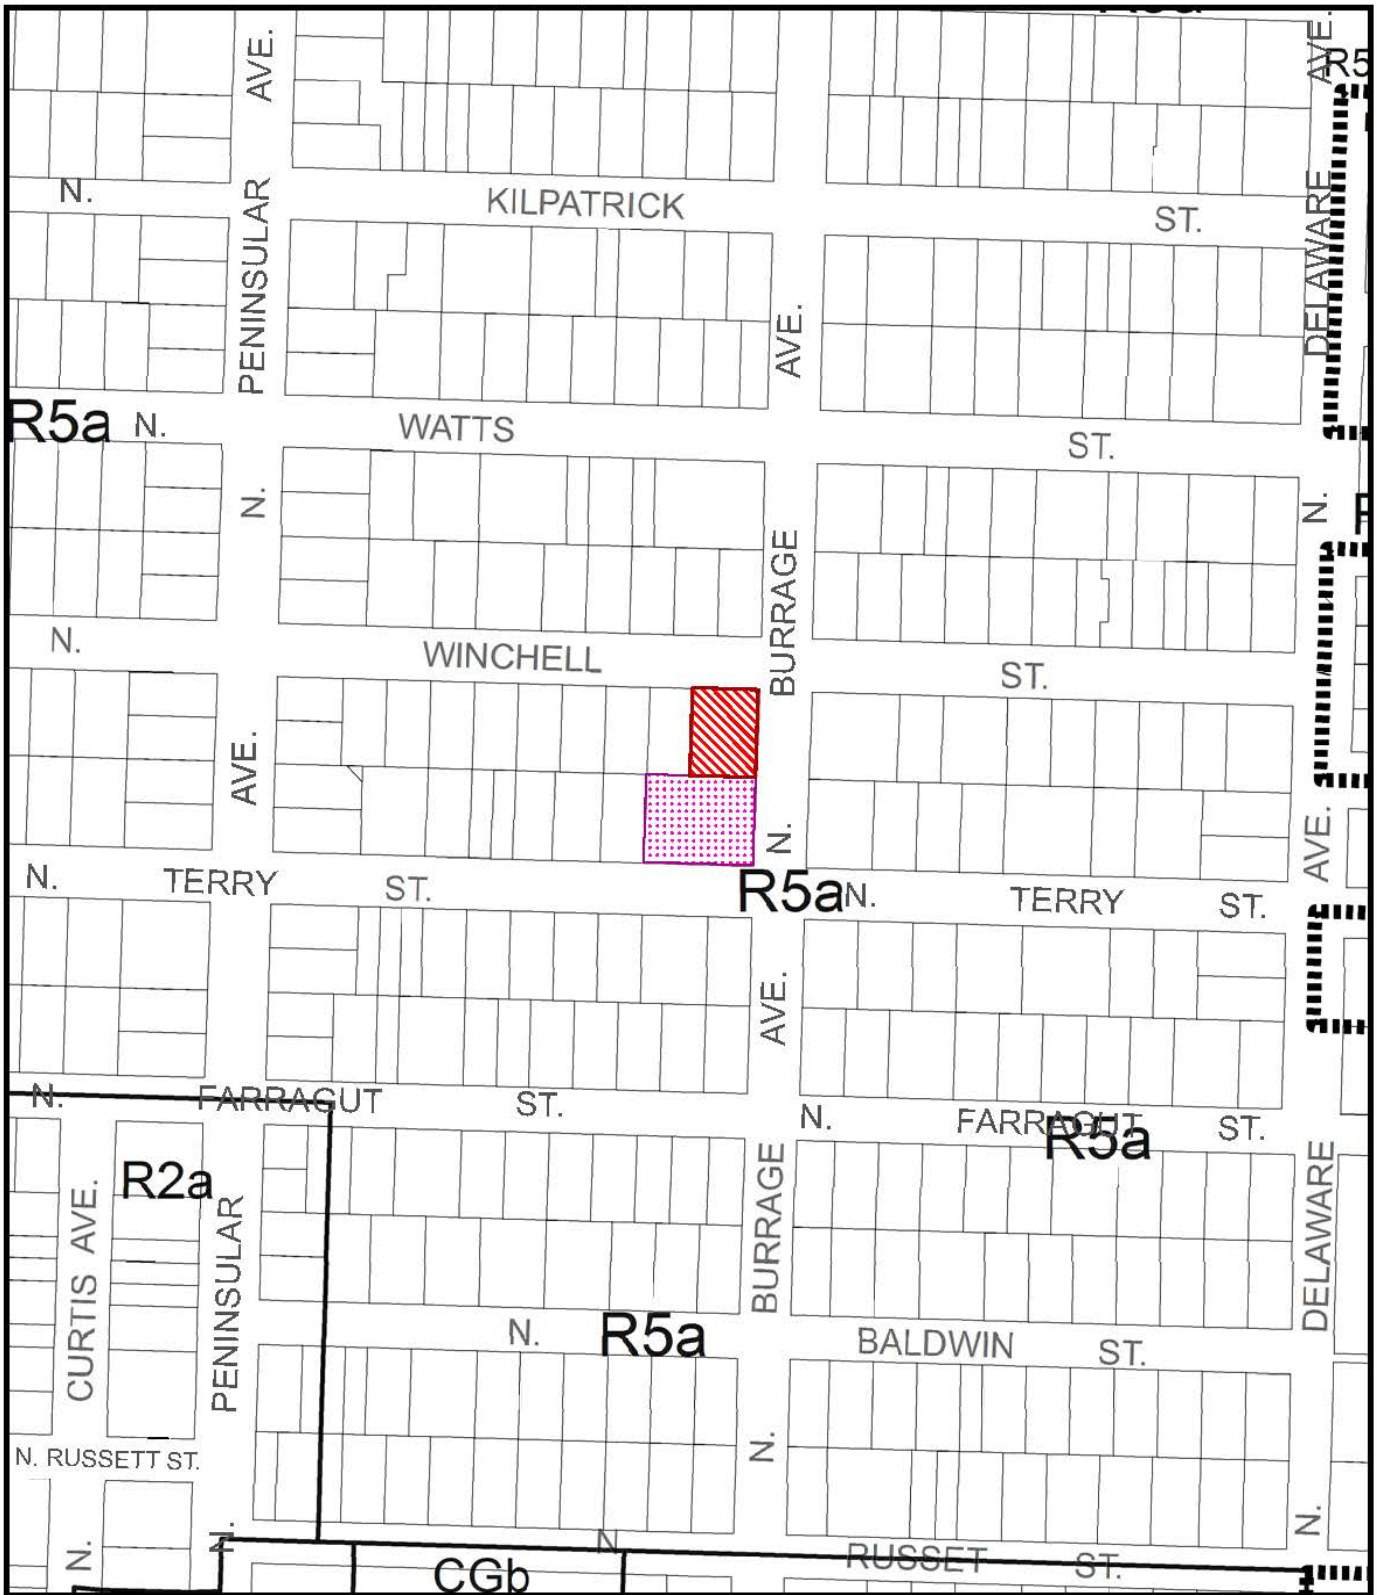 AVE.
AVE.
R5
N.
PENINSULAR
KILPATRICK
ST.
DELAWARE
AVE.
R5a
N.
WATTS
ST.
N.
N.
BURRAGE
N.
WINCHELL
ST.
AVE.
N.
AVE.
N.
TERRY
ST.
R5a
N.
TERRY
ST.
AVE.
N.
FARRAGUT
ST.
N.
FARRAGUT
ST.
R5a
R2a
CURTIS AVE.
PENINSULAR
BURRAGE
DELAWARE
N.
R5a
BALDWIN
ST.
N. RUSSETT ST.
N.
N.
N.
N.
N
RUSSET
ST.
CGb